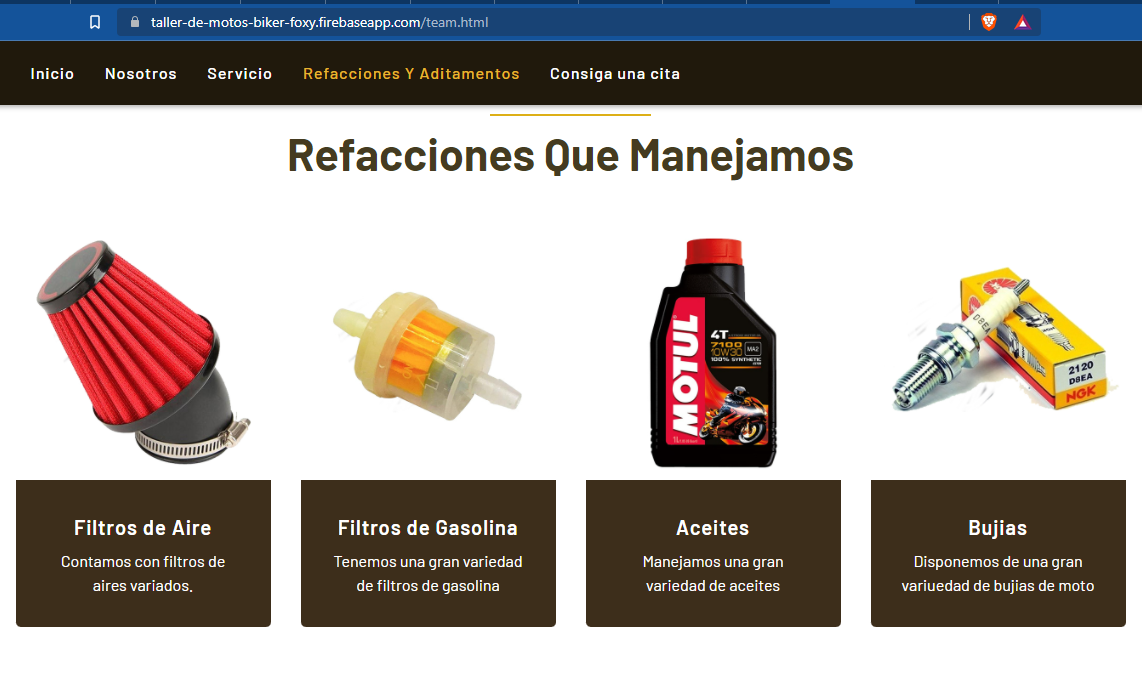 taller-de-motos-biker-foxy.firebaseapp.com/team.html
Inicio Nosotros Servicio Refacciones Y Aditamentos Consiga una cita
Refacciones Que Manejamos
MOTUL
4T
7100
10W30 MA2
100% SYNTHETIC
D8EA
2120
D8EA
NGK
Filtros de Aire
Contamos con filtros de
aires variados.
Filtros de Gasolina
Tenemos una gran variedad
de filtros de gasolina
Aceites
Manejamos una gran
variedad de aceites
Bujias
Disponemos de una gran
variuedad de bujias de moto